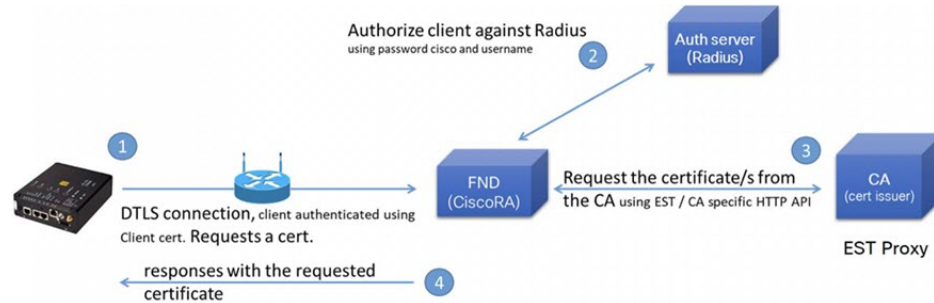 Authorize client against Radius
using password cisco and username
2
Auth server
(Radius)
1
3
FND
(CiscoRA)
Request the certificate/s from
the CA using EST / CA specific HTTP API
CA
(cert issuer)
DTLS connection, client authenticated using
Client cert. Requests a cert.
EST Proxy
responses with the requested
certificate
4